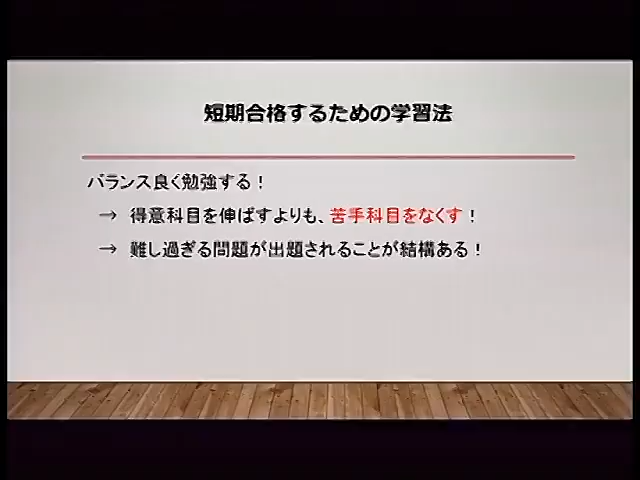 短期合格するための学習法
バランス良く勉強する！
→ 得意科目を伸ばすよりも、苦手科目をなくす！
→ 難し過ぎる問題が出題されることが結構ある！